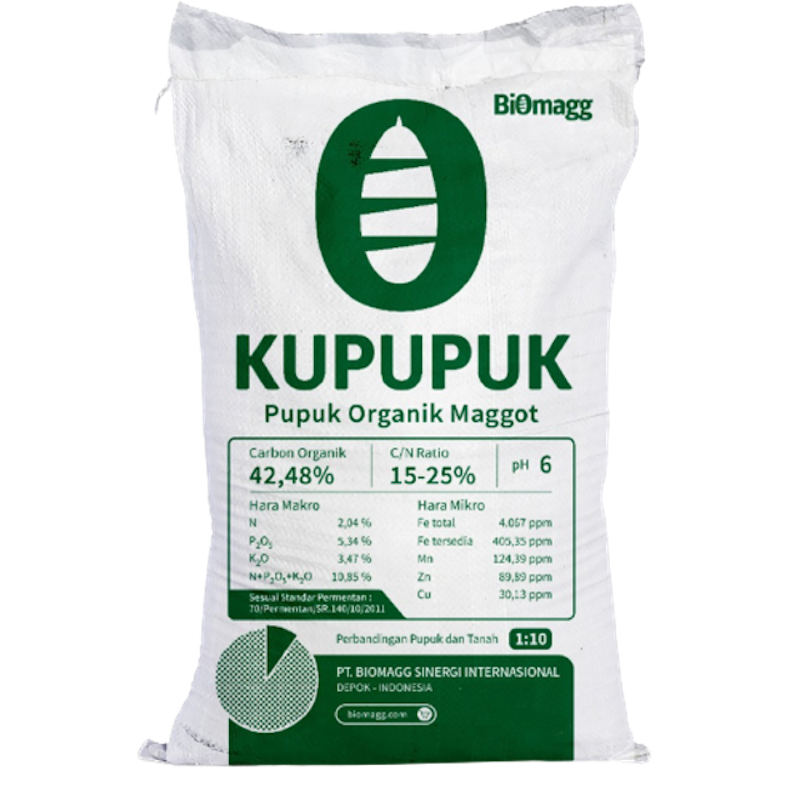 BiOmagg
KUPUPUK
Pupuk Organik Maggot
Carbon Organik
42,48%
C/N Ratio
15-25%
pH 6
Hara Makro
N 2,04 %
P₂O₅ 5,34 %
K₂O 3,47 %
N+P₂O₅+K₂O 10,85 %
Hara Mikro
Fe total 4.067 ppm
Fe tersedia 405,35 ppm
Mn 124,39 ppm
Zn 89,89 ppm
Cu 30,13 ppm
Sesuai Standar Permentan :
70/Permentan/SR.140/10/2011
Perbandingan Pupuk dan Tanah 1:10
PT. BIOMAGG SINERGI INTERNASIONAL
DEPOK - INDONESIA
biomagg.com